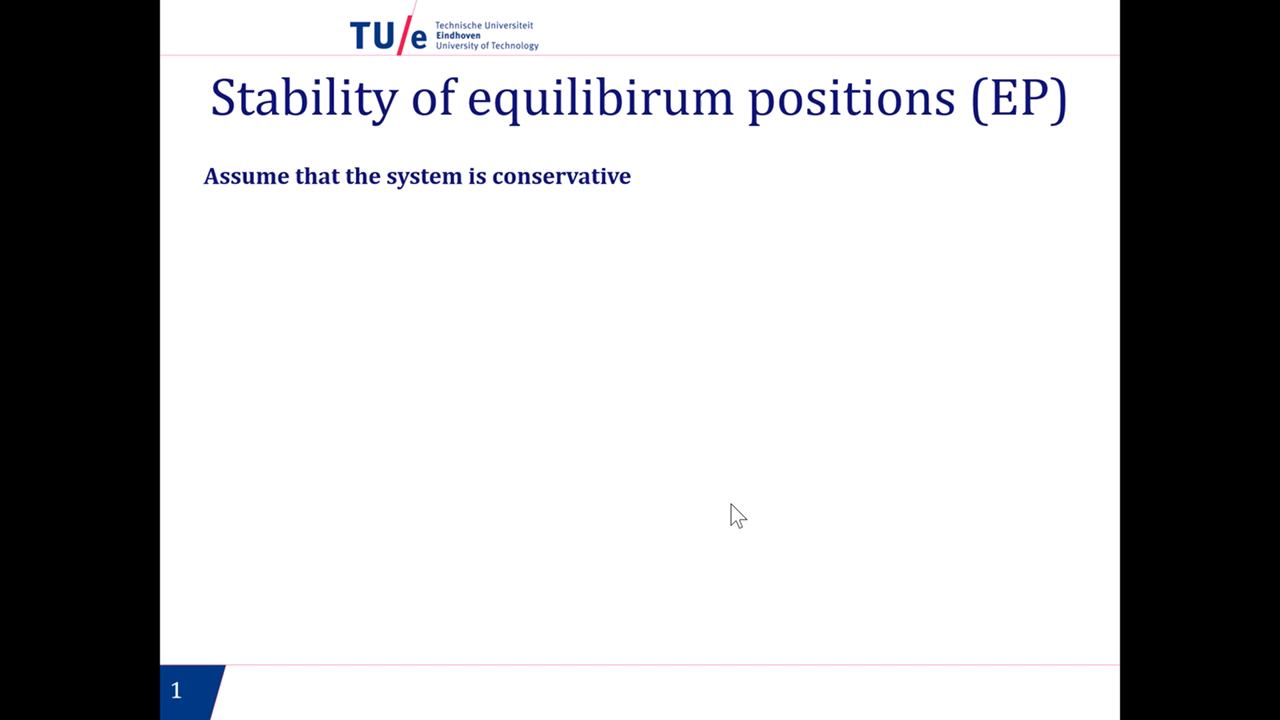 TU/e
Technische Universiteit
Eindhoven
University of Technology
Stability of equilibirum positions (EP)
Assume that the system is conservative
1